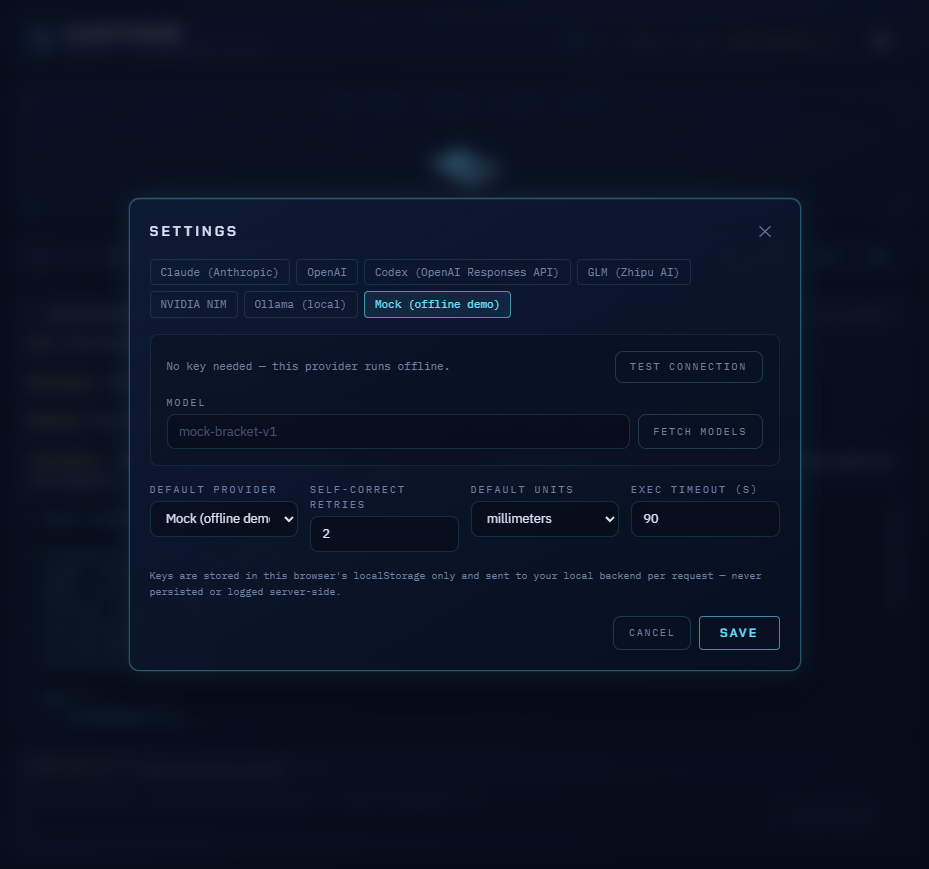 SETTINGS
Claude (Anthropic) OpenAI Codex (OpenAI Responses API) GLM (Zhipu AI)
NVIDIA NIM Ollama (local) Mock (offline demo)
No key needed — this provider runs offline. TEST CONNECTION
MODEL
mock-bracket-v1 FETCH MODELS
DEFAULT PROVIDER SELF-CORRECT RETRIES DEFAULT UNITS EXEC TIMEOUT (S)
Mock (offline dem 2 millimeters 90
Keys are stored in this browser's localStorage only and sent to your local backend per request — never
persisted or logged server-side.
CANCEL SAVE